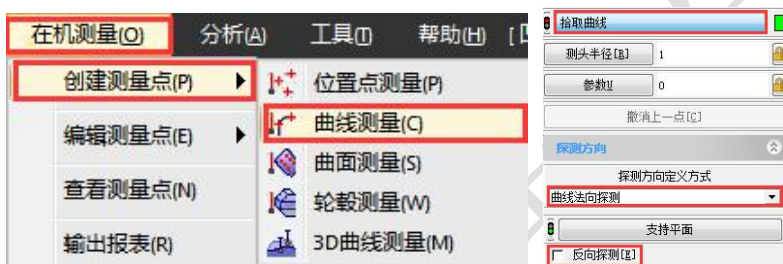 在机测量(O) 分析(A) 工具(T) 帮助(H) [
创建测量点(P)
编辑测量点(E)
查看测量点(N)
输出报表(R)
位置点测量(P)
曲线测量(C)
曲面测量(S)
轮毂测量(W)
3D曲线测量(M)
拾取曲线
测头半径[R] 1
参数U 0
撤消上一点[C]
探测方向
探测方向定义方式
曲线法向探测
支持平面
反向探测[E]